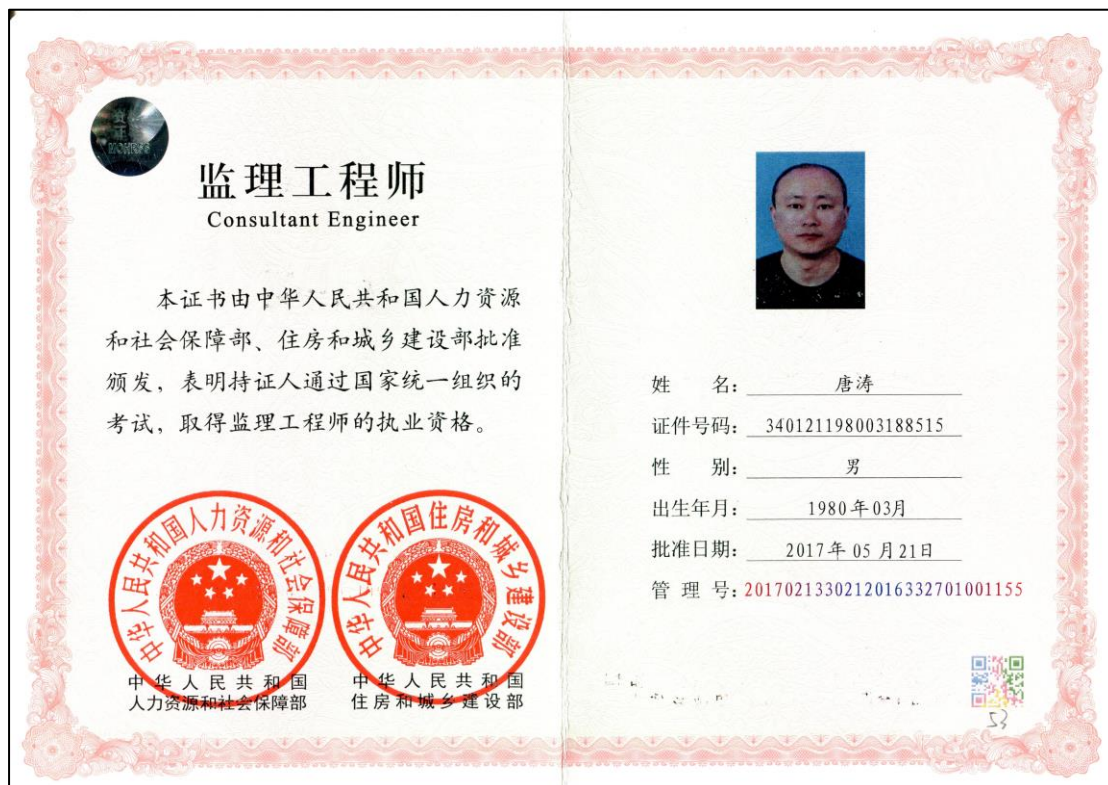 监理工程师
Consultant Engineer
本证书由中华人民共和国人力资源
和社会保障部、住房和城乡建设部批准
颁发，表明持证人通过国家统一组织的
考试，取得监理工程师的执业资格。
中华人民共和国人力资源和社会保障部
中华人民共和国住房和城乡建设部
中华人民共和国
人力资源和社会保障部
中华人民共和国
住房和城乡建设部
姓 名：唐涛
证件号码：340121198003188515
性 别：男
出生年月：1980年03月
批准日期：2017年05月21日
管 理 号：2017021330212016332701001155
53